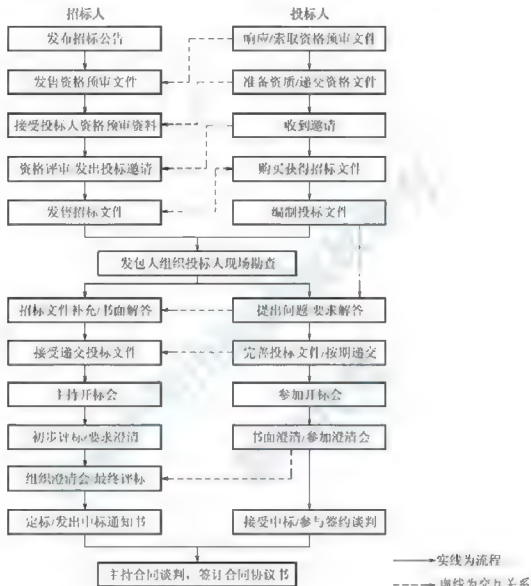 招标人
投标人
发布招标公告
响应/索取资格预审文件
发售资格预审文件
准备资质/递交资格文件
接受投标人资格预审资料
收到邀请
资格评审 发出投标邀请
购买获得招标文件
发售招标文件
编制投标文件
发包人组织投标人现场勘查
招标文件补充/书面解答
提出问题 要求解答
接受递交投标文件
完善投标文件/按期递交
主持开标会
参加开标会
初步评标/要求澄清
书面澄清/参加澄清会
组织澄清会 最终评标
定标/发出中标通知书
接受中标/参与签约谈判
主持合同谈判，签订合同协议书
实线为流程
虚线为交互关系